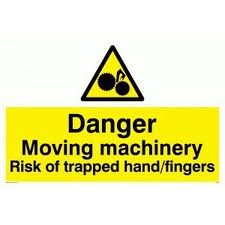 Danger
Moving machinery
Risk of trapped hand/fingers